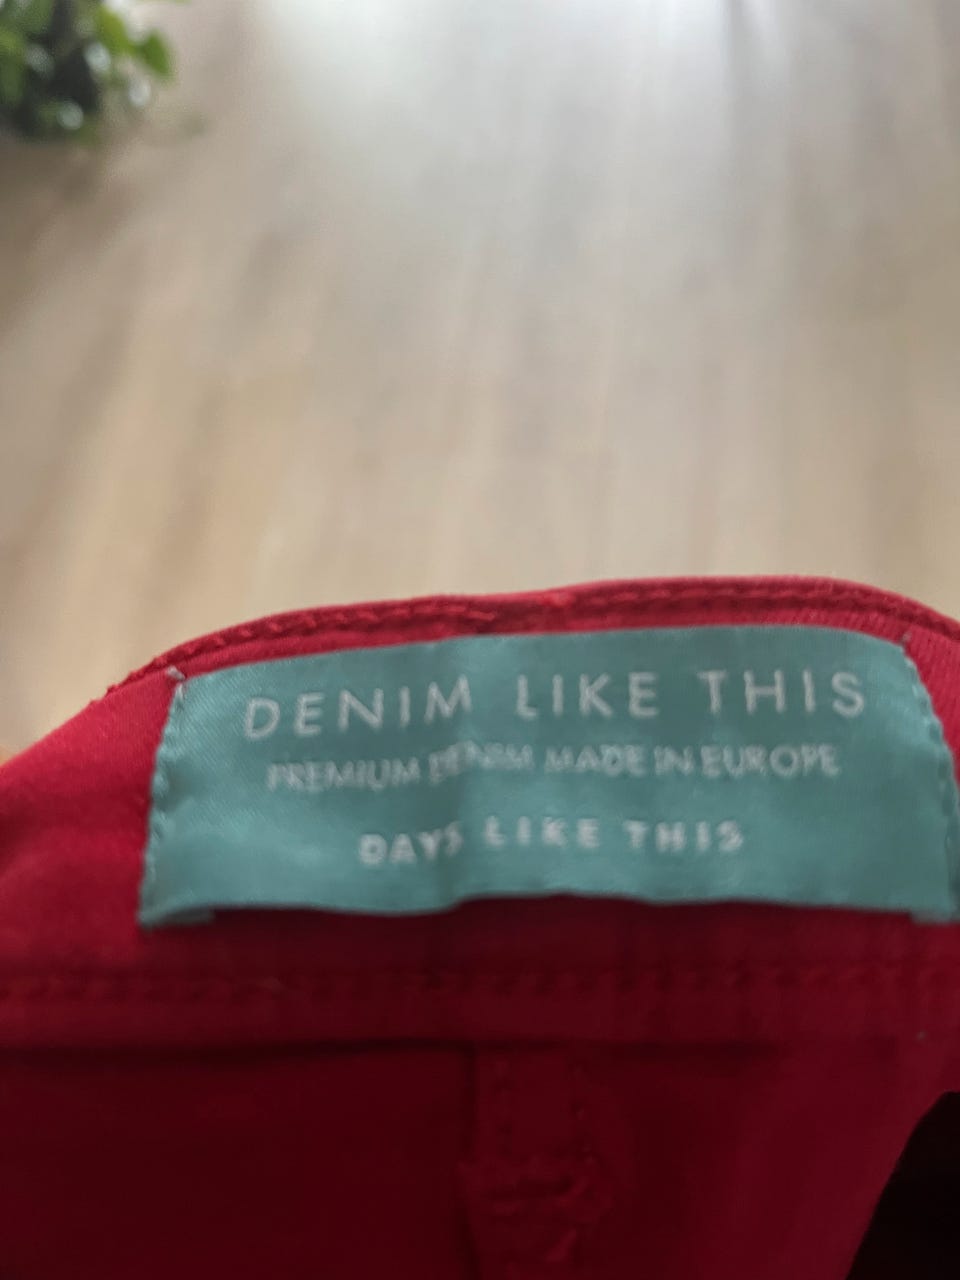 DENIM LIKE THIS
PREMIUM DENIM MADE IN EUROPE
DAYS LIKE THIS